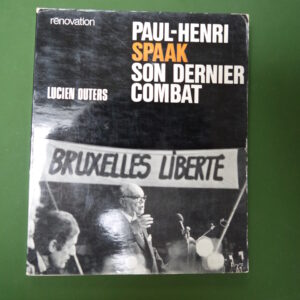 rénovation
PAUL-HENRI
SPAAK
SON DERNIER
COMBAT
LUCIEN OUTERS
BRUXELLES LIBERTÉ